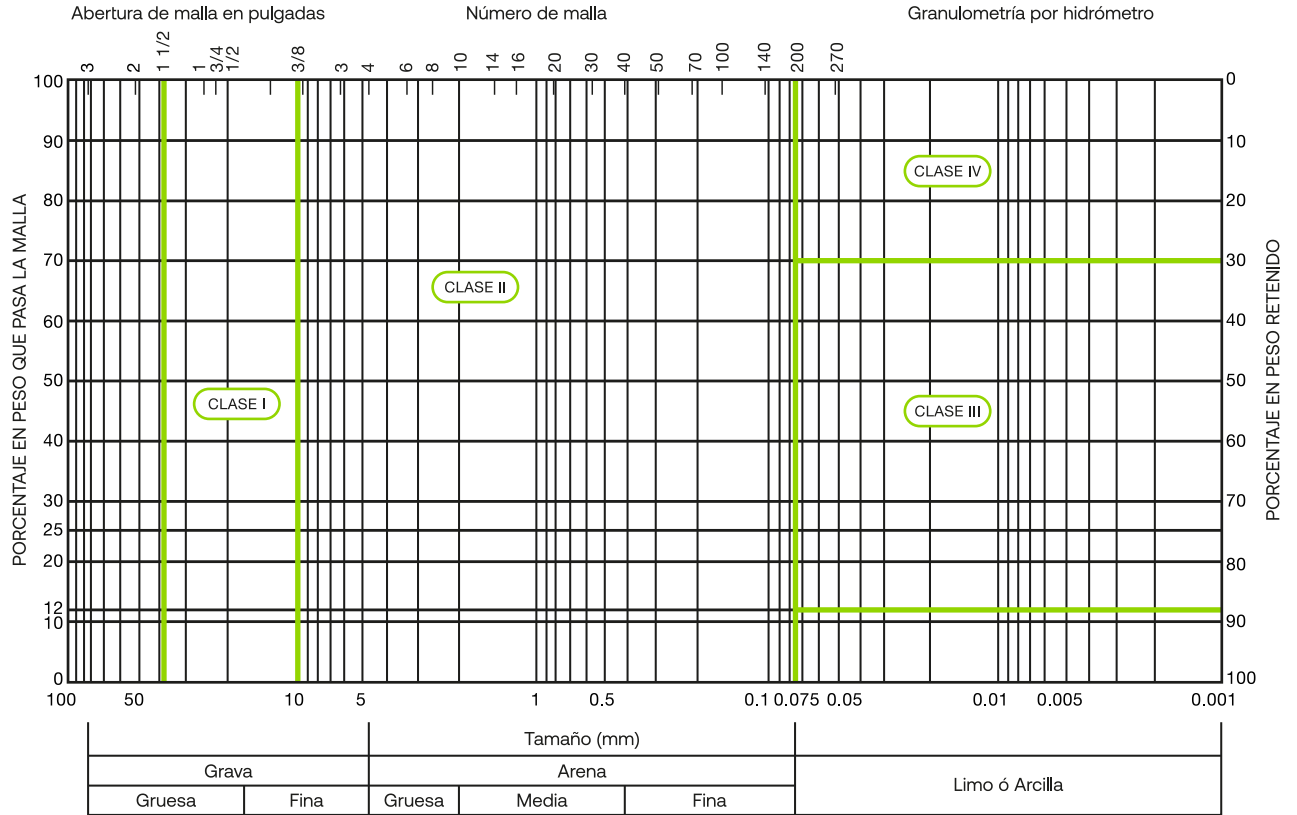 Abertura de malla en pulgadas
Número de malla
Granulometría por hidrómetro
3 2 1 1/2 1 3/4 1/2 3/8 3 4 6 8 10 14 16 20 30 40 50 70 100 140 200 270
PORCENTAJE EN PESO QUE PASA LA MALLA
100 0
90 10
80 20
70 30
60 40
50 50
40 60
30 70
25
20 80
12
10 90
0 100
PORCENTAJE EN PESO RETENIDO
CLASE IV
CLASE II
CLASE I
CLASE III
100 50 10 5 1 0.5 0.1 0.075 0.05 0.01 0.005 0.001
Tamaño (mm)
Grava
Arena
Limo ó Arcilla
Gruesa
Fina
Gruesa
Media
Fina